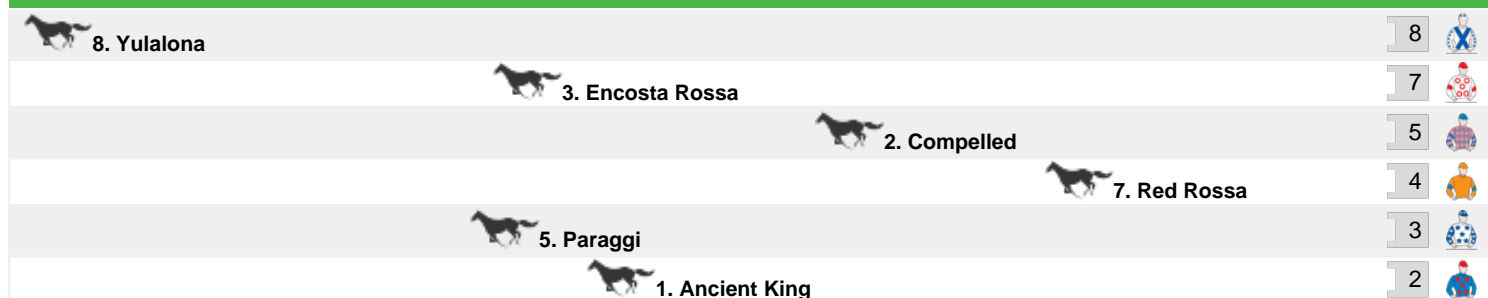 8. Yulalona 8
3. Encosta Rossa 7
2. Compelled 5
7. Red Rossa 4
5. Paraggi 3
1. Ancient King 2